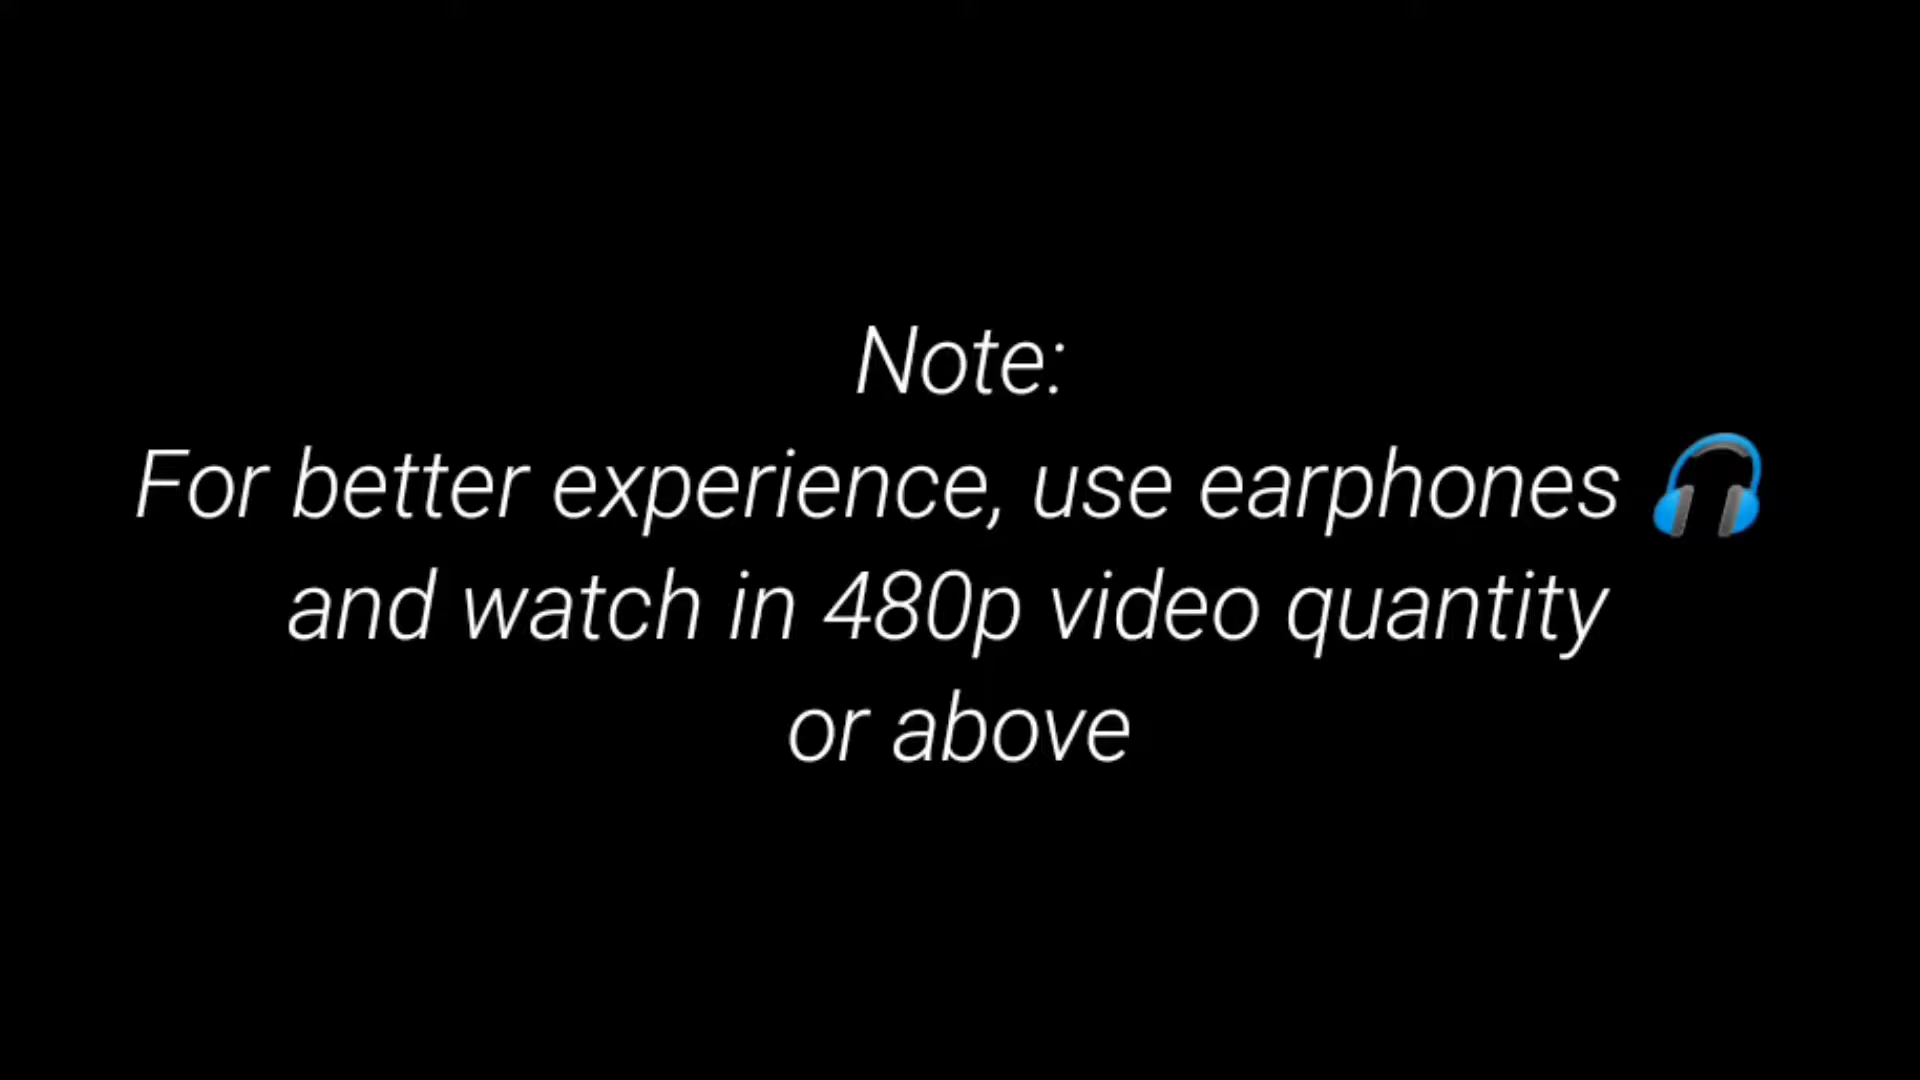 Note:
For better experience, use earphones 🎧
and watch in 480p video quantity
or above